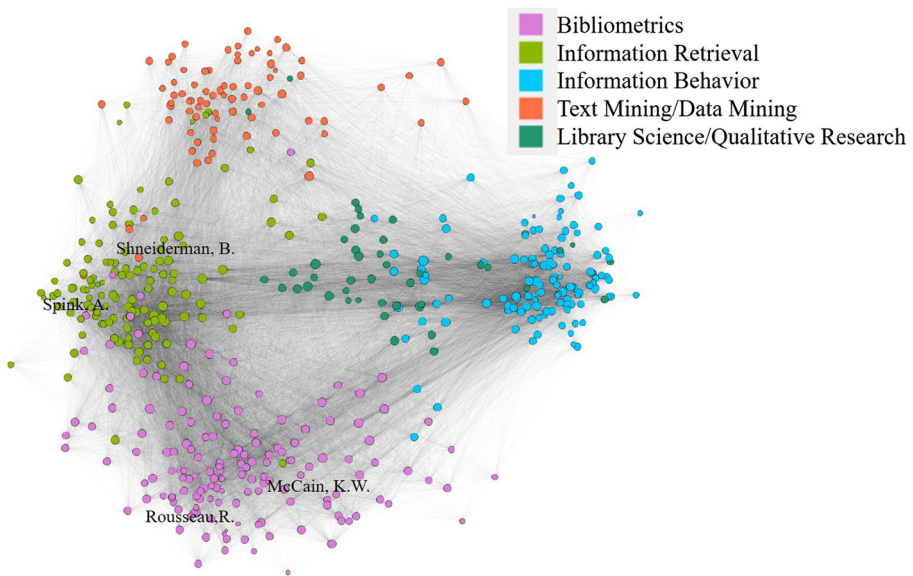 Bibliometrics
Information Retrieval
Information Behavior
Text Mining/Data Mining
Library Science/Qualitative Research
Shneiderman, B.
Spink, A.
McCain, K.W.
Rousseau,R.